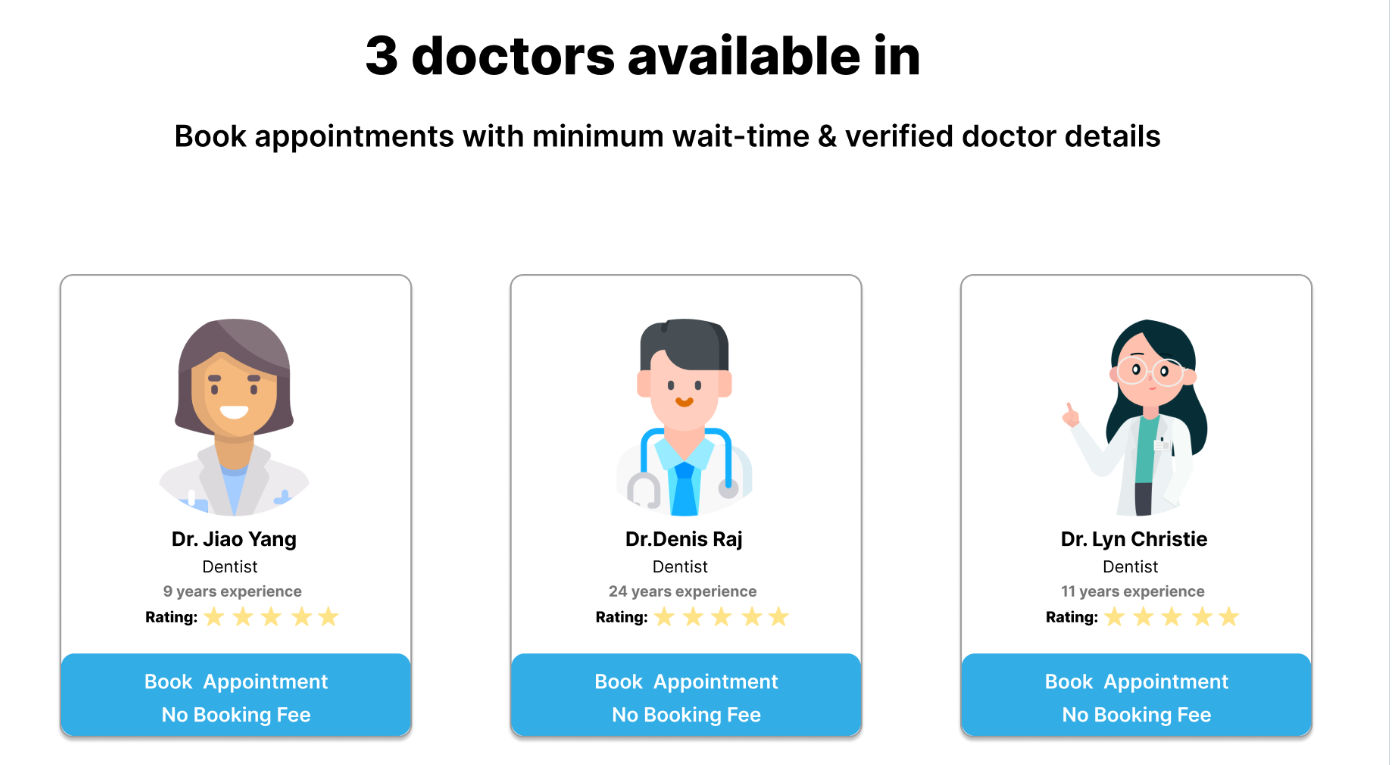 3 doctors available in
Book appointments with minimum wait-time & verified doctor details
Dr. Jiao Yang
Dentist
9 years experience
Rating:
Book Appointment
No Booking Fee
Dr.Denis Raj
Dentist
24 years experience
Rating:
Book Appointment
No Booking Fee
Dr. Lyn Christie
Dentist
11 years experience
Rating:
Book Appointment
No Booking Fee